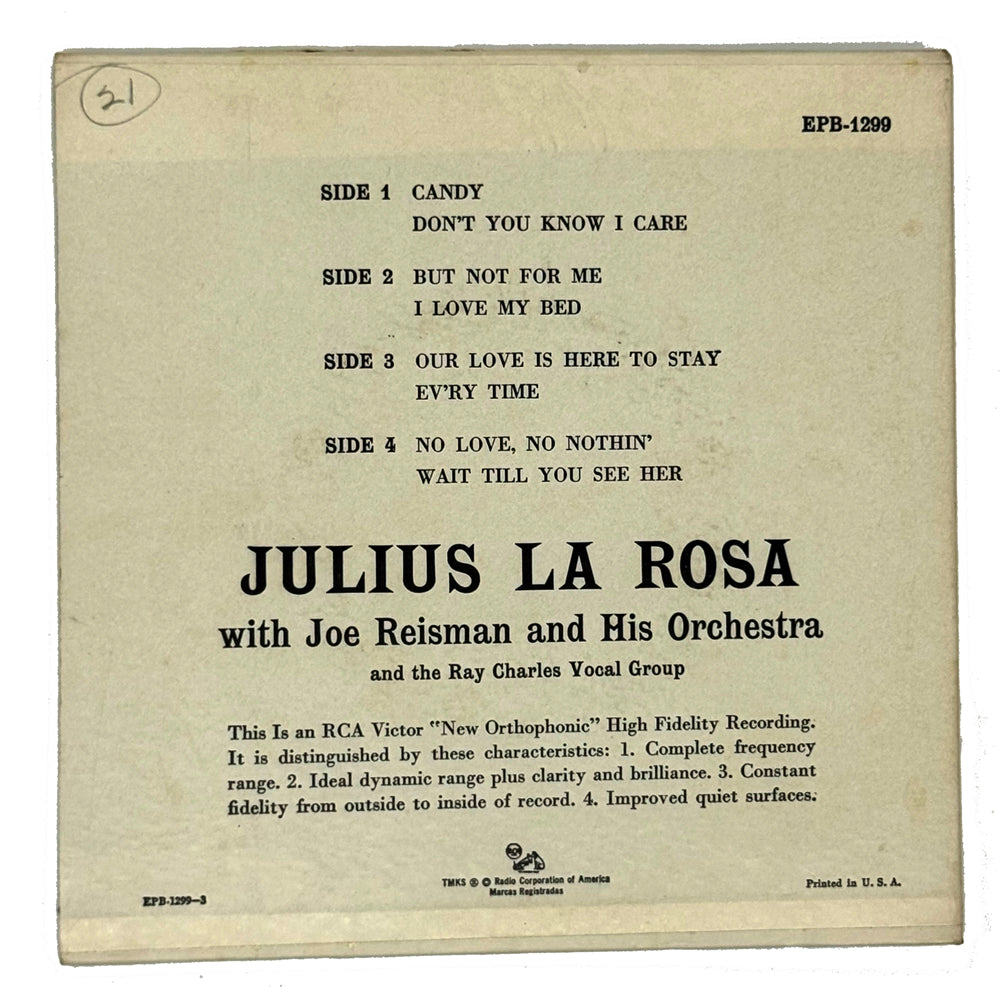 21
EPB-1299
SIDE 1 CANDY
DON'T YOU KNOW I CARE
SIDE 2 BUT NOT FOR ME
I LOVE MY BED
SIDE 3 OUR LOVE IS HERE TO STAY
EV'RY TIME
SIDE 4 NO LOVE, NO NOTHIN'
WAIT TILL YOU SEE HER
JULIUS LA ROSA
with Joe Reisman and His Orchestra
and the Ray Charles Vocal Group
This Is an RCA Victor "New Orthophonic" High Fidelity Recording.
It is distinguished by these characteristics: 1. Complete frequency
range. 2. Ideal dynamic range plus clarity and brilliance. 3. Constant
fidelity from outside to inside of record. 4. Improved quiet surfaces.
RCA
TMKS ® © Radio Corporation of America
Marcas Registradas
Printed in U. S. A.
EPB-1299—3